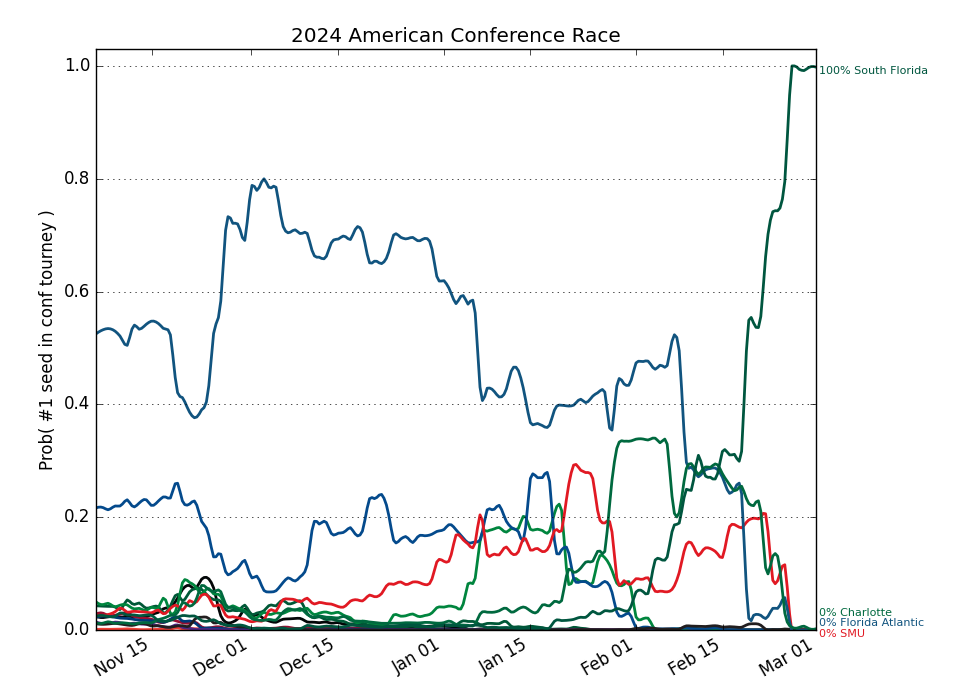 2024 American Conference Race
Prob( #1 seed in conf tourney )
1.0
0.8
0.6
0.4
0.2
0.0
100% South Florida
0% Charlotte
0% Florida Atlantic
0% SMU
Nov 15
Dec 01
Dec 15
Jan 01
Jan 15
Feb 01
Feb 15
Mar 01